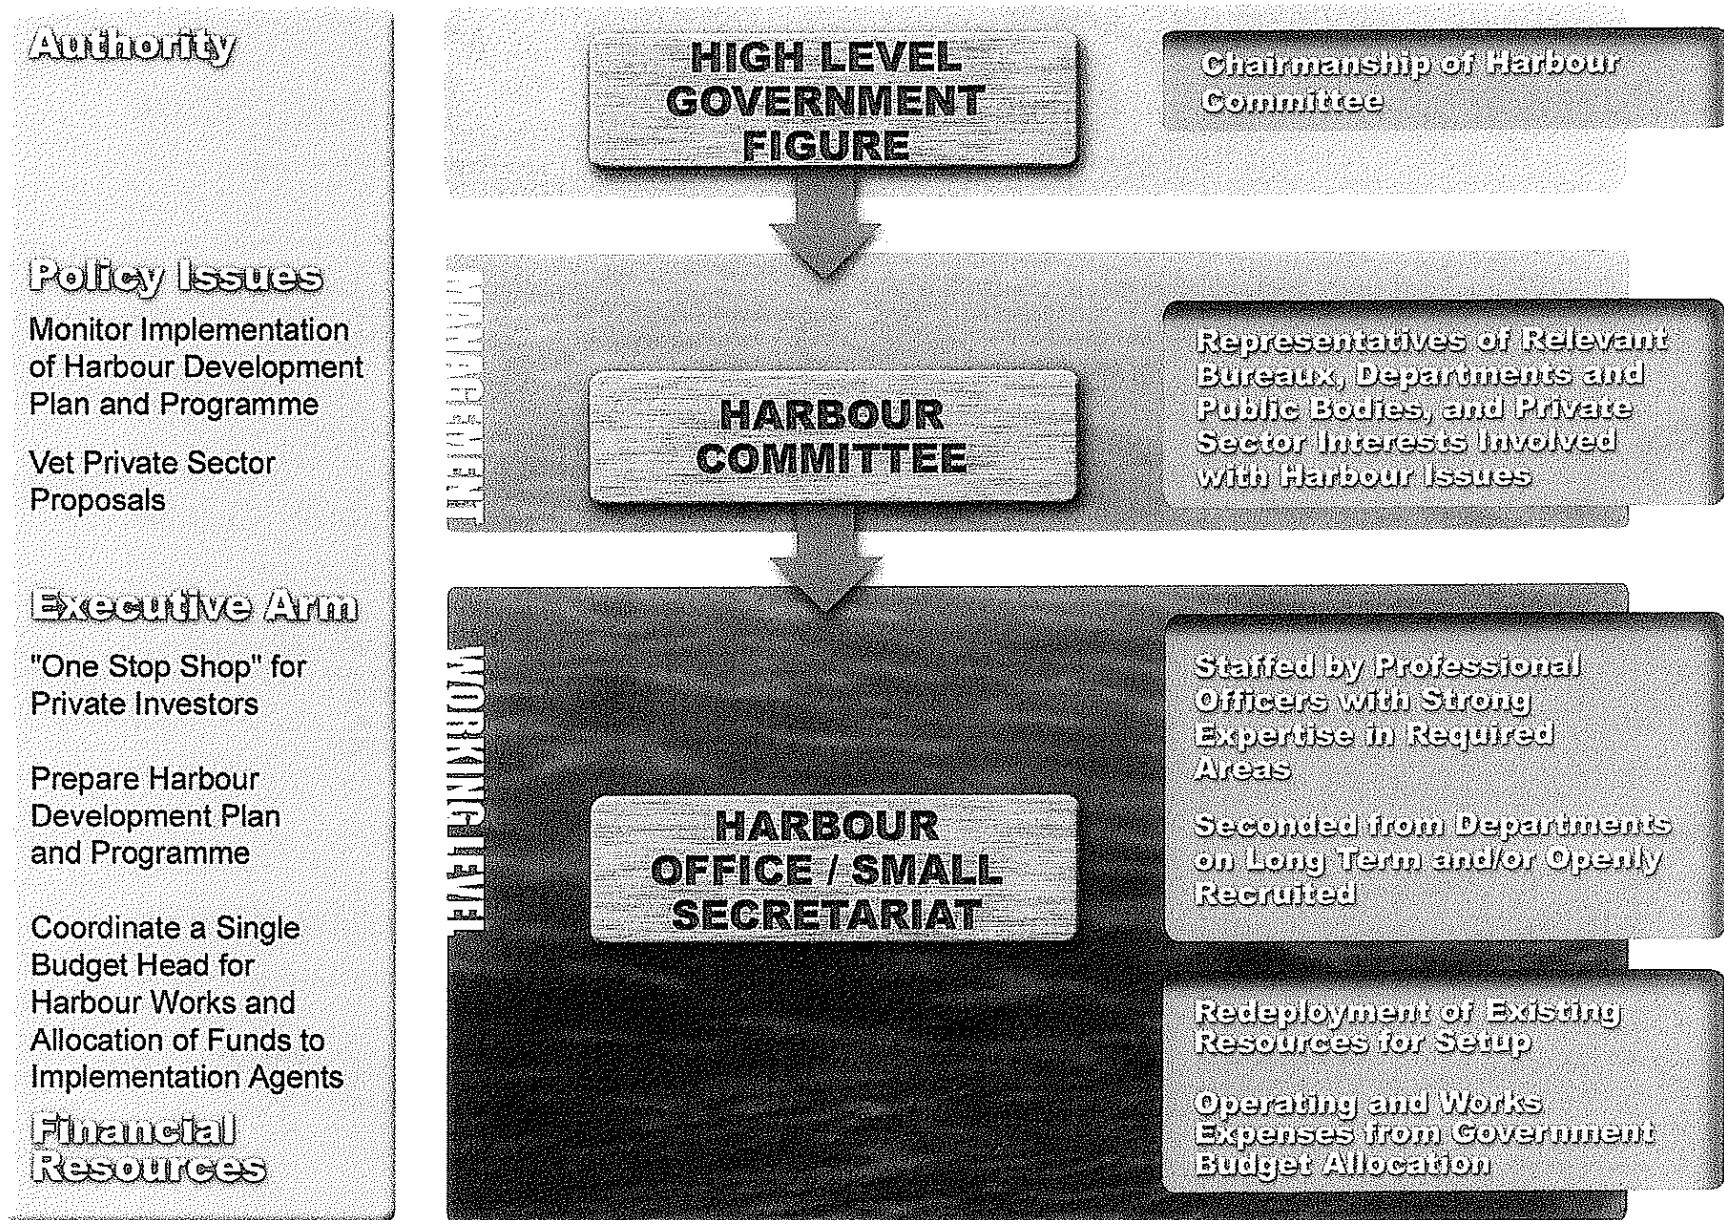 Authority
HIGH LEVEL
GOVERNMENT
FIGURE
Chairmanship of Harbour
Committee
Policy Issues
Monitor Implementation
of Harbour Development
Plan and Programme
Vet Private Sector
Proposals
MANAGEMENT
HARBOUR
COMMITTEE
Representatives of Relevant
Bureaux, Departments and
Public Bodies, and Private
Sector Interests Involved
with Harbour Issues
Executive Arm
"One Stop Shop" for
Private Investors
Prepare Harbour
Development Plan
and Programme
Coordinate a Single
Budget Head for
Harbour Works and
Allocation of Funds to
Implementation Agents
WORKING LEVEL
HARBOUR
OFFICE / SMALL
SECRETARIAT
Staffed by Professional
Officers with Strong
Expertise in Required
Areas
Seconded from Departments
on Long Term and/or Openly
Recruited
Financial
Resources
Redeployment of Existing
Resources for Setup
Operating and Works
Expenses from Government
Budget Allocation